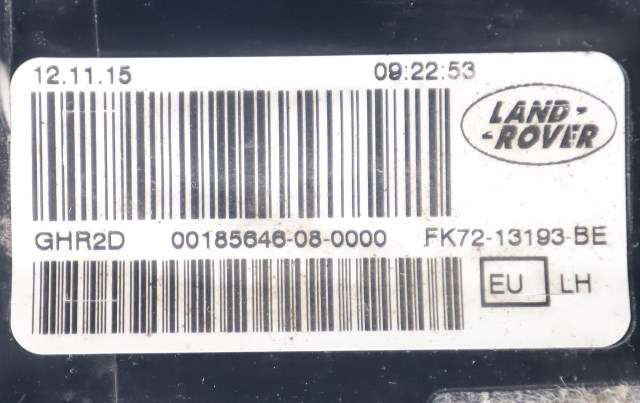 12.11.15 09:22:53
LAND-
-ROVER
GHR2D 00185646-08-0000 FK72-13193-BE
EU LH